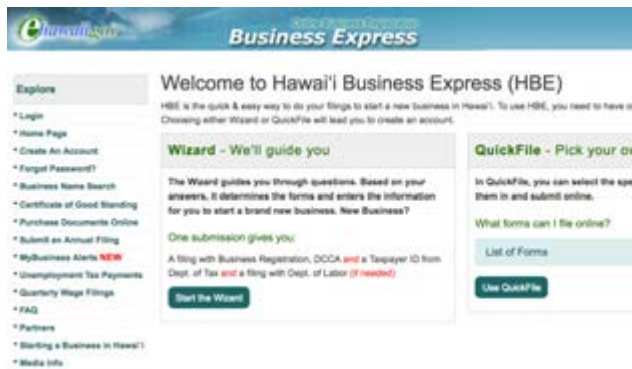 ehawaiigov
Online Business Registration
Business Express
Explore
* Login
* Home Page
* Create An Account
* Forgot Password?
* Business Name Search
* Certificate of Good Standing
* Purchase Documents Online
* Submit an Annual Filing
* MyBusiness Alerts NEW
* Unemployment Tax Payments
* Quarterly Wage Filings
* FAQ
* Partners
* Starting a Business in Hawai'i
* Media Info
Welcome to Hawai'i Business Express (HBE)
HBE is the quick & easy way to do your filings to start a new business in Hawai'i. To use HBE, you need to have
Choosing either Wizard or QuickFile will lead you to create an account.
Wizard - We'll guide you
The Wizard guides you through questions. Based on your
answers, it determines the forms and enters the information
for you to start a brand new business. New Business?
One submission gives you:
A filing with Business Registration, DCCA and a Taxpayer ID from
Dept. of Tax and a filing with Dept. of Labor (if needed)
Start the Wizard
QuickFile - Pick your
In QuickFile, you can select the
them in and submit online.
What forms can I file online?
List of Forms
Use QuickFile